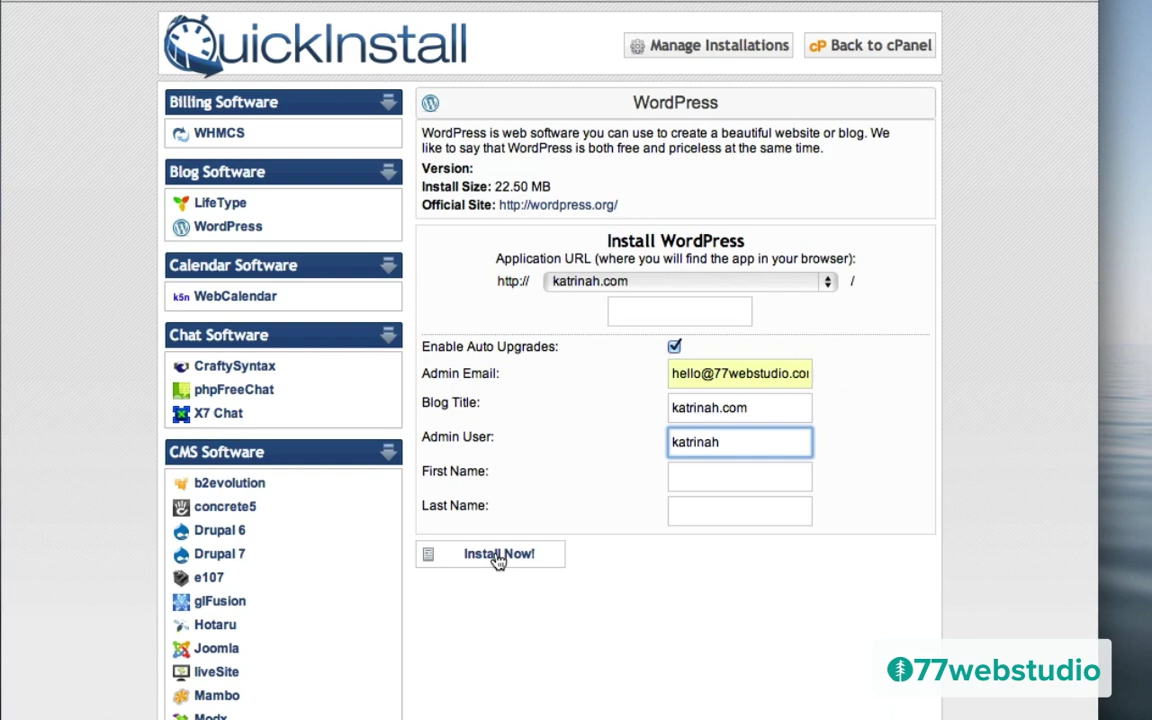 QuickInstall
Manage Installations
cP Back to cPanel
Billing Software
WHMCS
Blog Software
LifeType
WordPress
Calendar Software
k5n WebCalendar
Chat Software
CraftySyntax
phpFreeChat
X7 Chat
CMS Software
b2evolution
concrete5
Drupal 6
Drupal 7
e107
glFusion
Hotaru
Joomla
liveSite
Mambo
Modx
WordPress
WordPress is web software you can use to create a beautiful website or blog. We
like to say that WordPress is both free and priceless at the same time.
Version:
Install Size: 22.50 MB
Official Site: http://wordpress.org/
Install WordPress
Application URL (where you will find the app in your browser):
http:// katrinah.com /
Enable Auto Upgrades:
Admin Email: hello@77webstudio.com
Blog Title: katrinah.com
Admin User: katrinah
First Name:
Last Name:
Install Now!
77webstudio